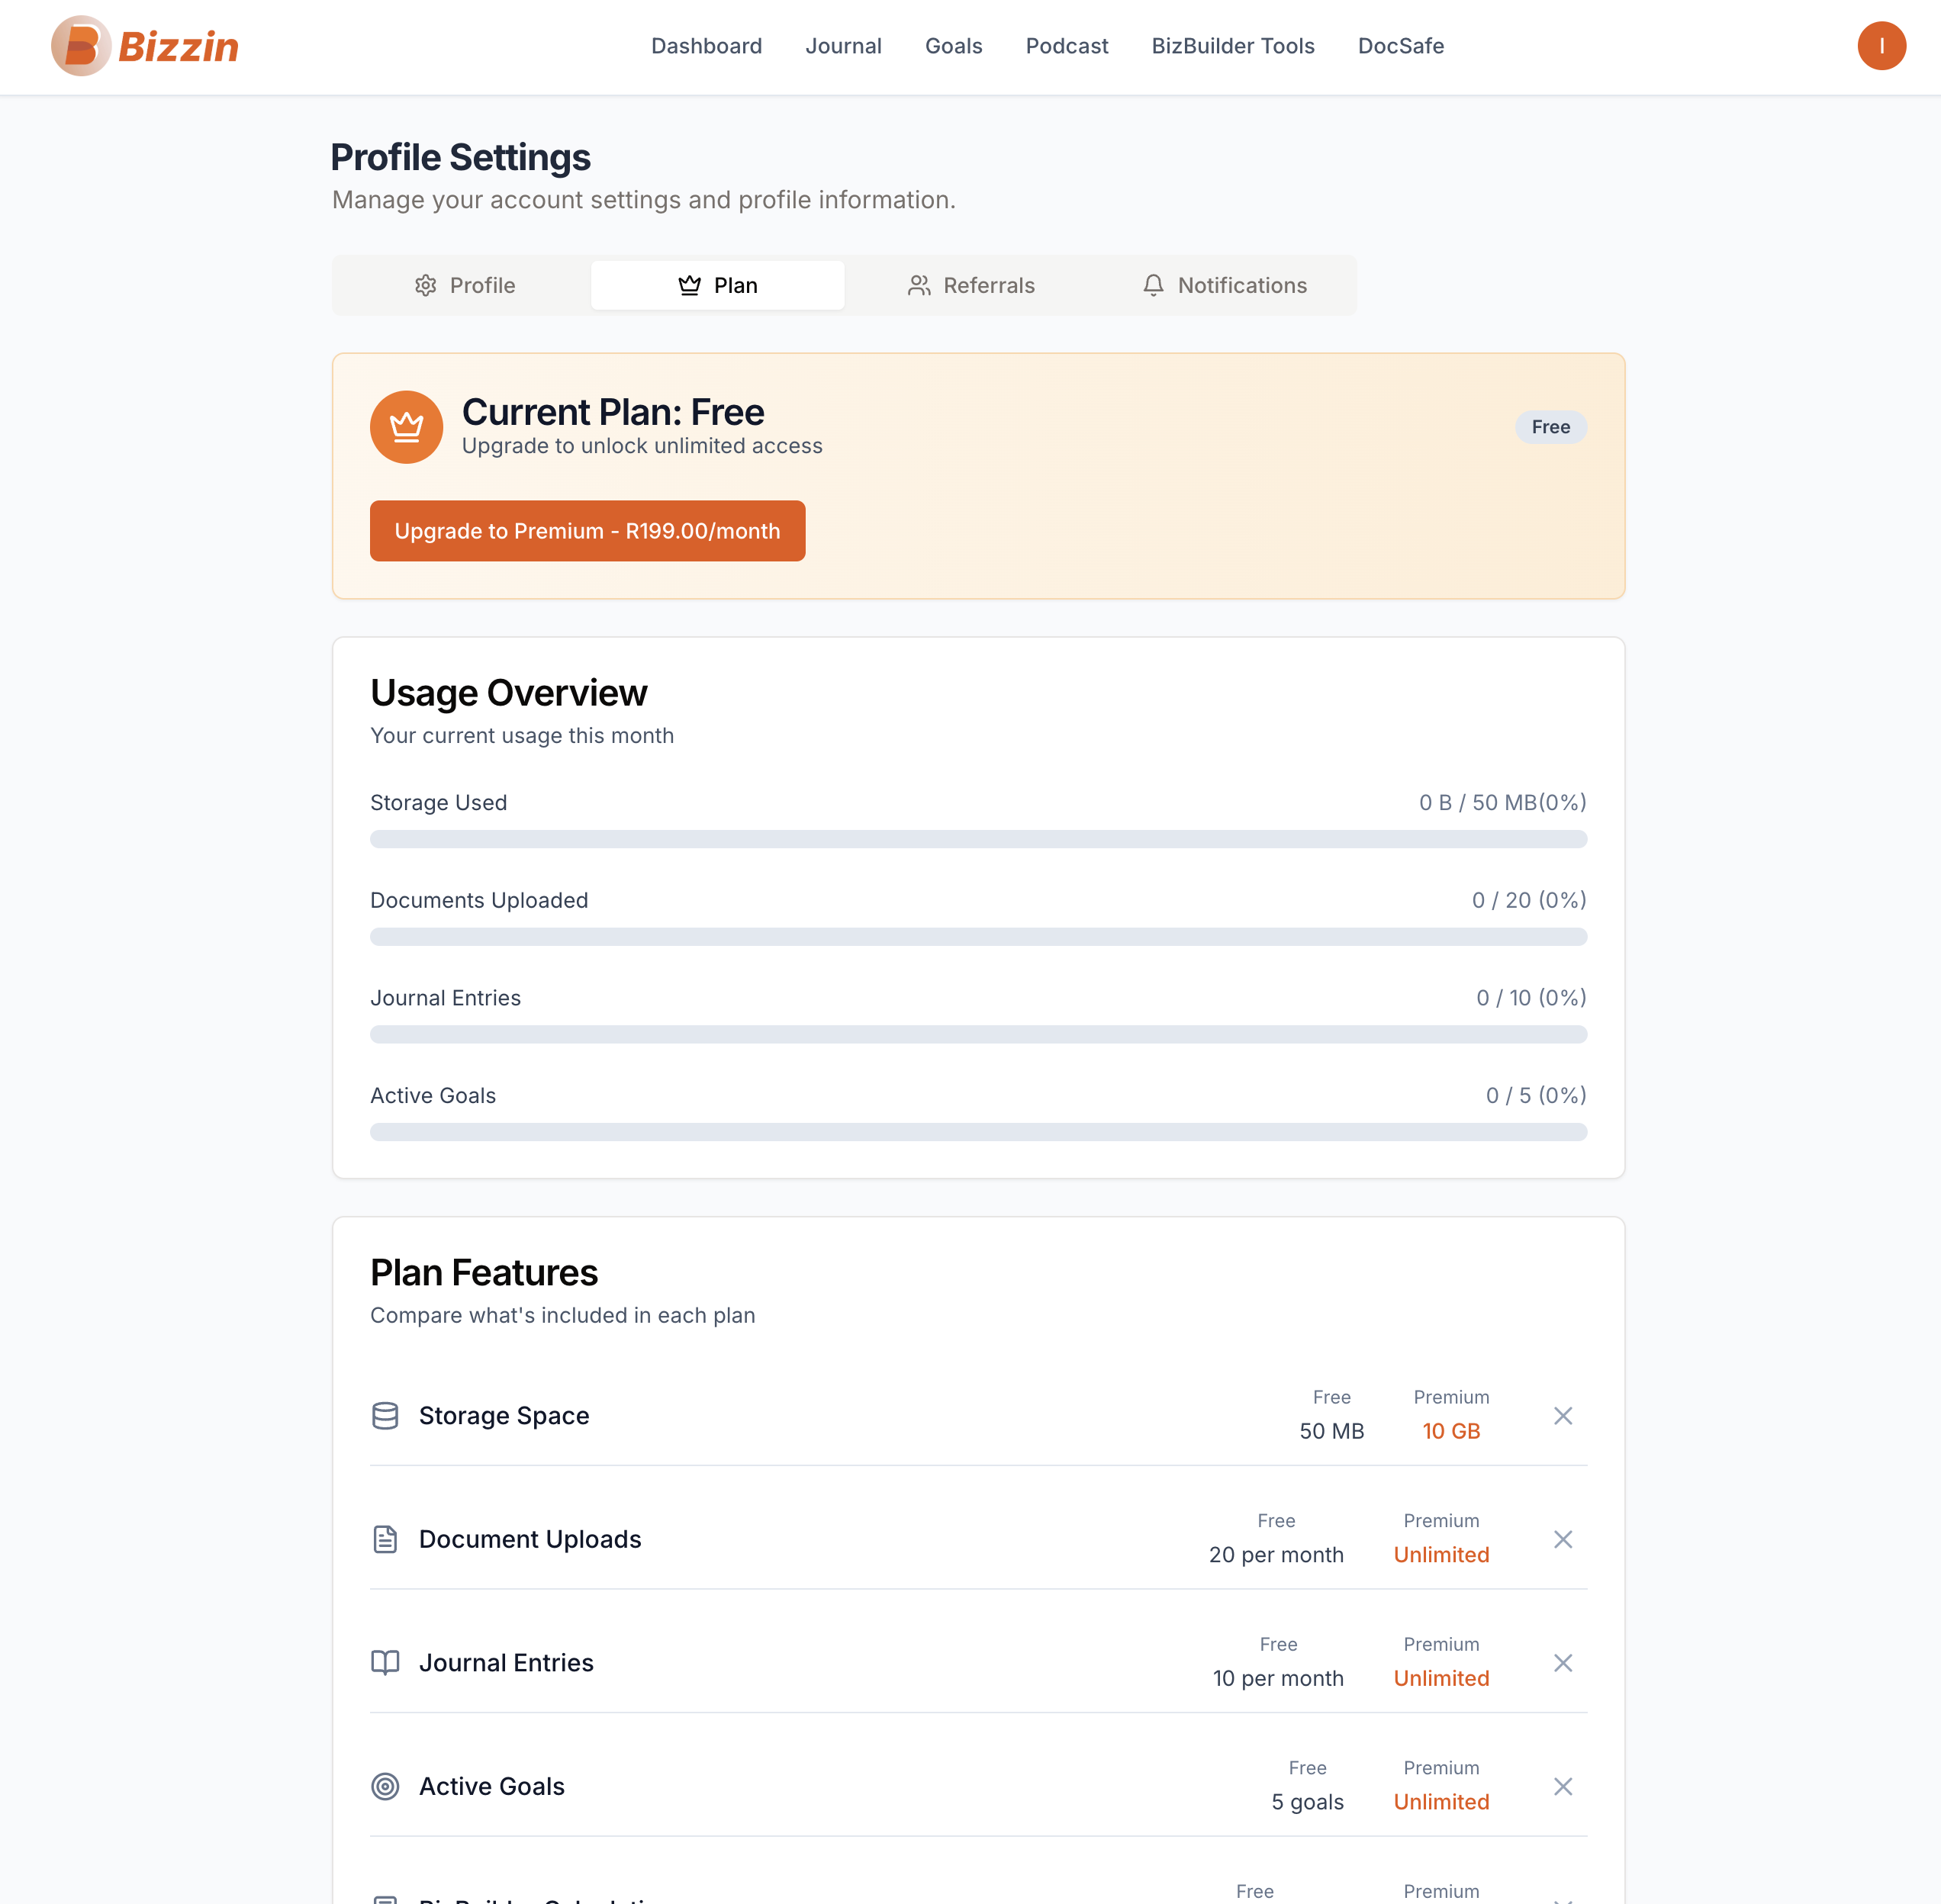 Bizzin
Dashboard Journal Goals Podcast BizBuilder Tools DocSafe
I
Profile Settings
Manage your account settings and profile information.
Profile Plan Referrals Notifications
Current Plan: Free
Upgrade to unlock unlimited access
Free
Upgrade to Premium - R199.00/month
Usage Overview
Your current usage this month
Storage Used 0 B / 50 MB(0%)
Documents Uploaded 0 / 20 (0%)
Journal Entries 0 / 10 (0%)
Active Goals 0 / 5 (0%)
Plan Features
Compare what's included in each plan
Free Premium
Storage Space
50 MB 10 GB
Free Premium
Document Uploads
20 per month Unlimited
Free Premium
Journal Entries
10 per month Unlimited
Free Premium
Active Goals
5 goals Unlimited
Free Premium